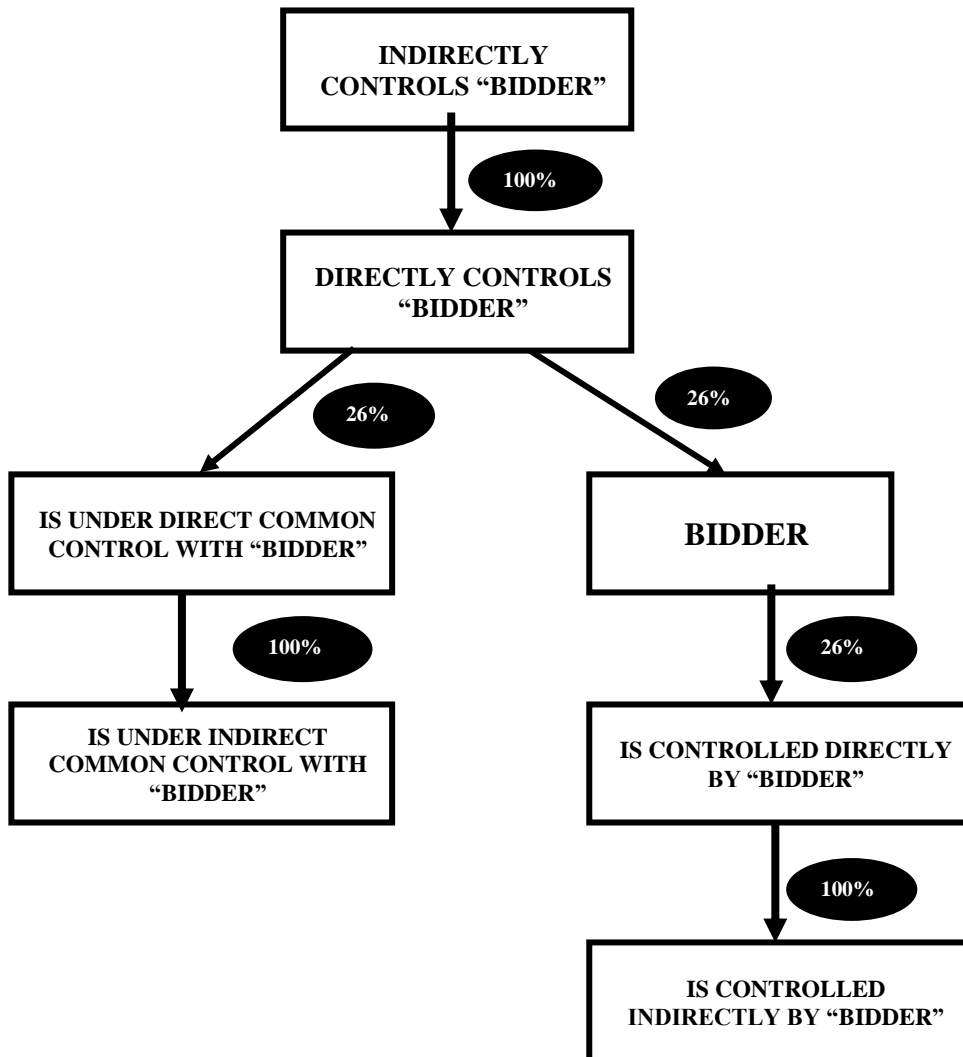 INDIRECTLY
CONTROLS “BIDDER”
100%
DIRECTLY CONTROLS
“BIDDER”
26%
26%
IS UNDER DIRECT COMMON
CONTROL WITH “BIDDER”
BIDDER
100%
26%
IS UNDER INDIRECT
COMMON CONTROL WITH
“BIDDER”
IS CONTROLLED DIRECTLY
BY “BIDDER”
100%
IS CONTROLLED
INDIRECTLY BY “BIDDER”